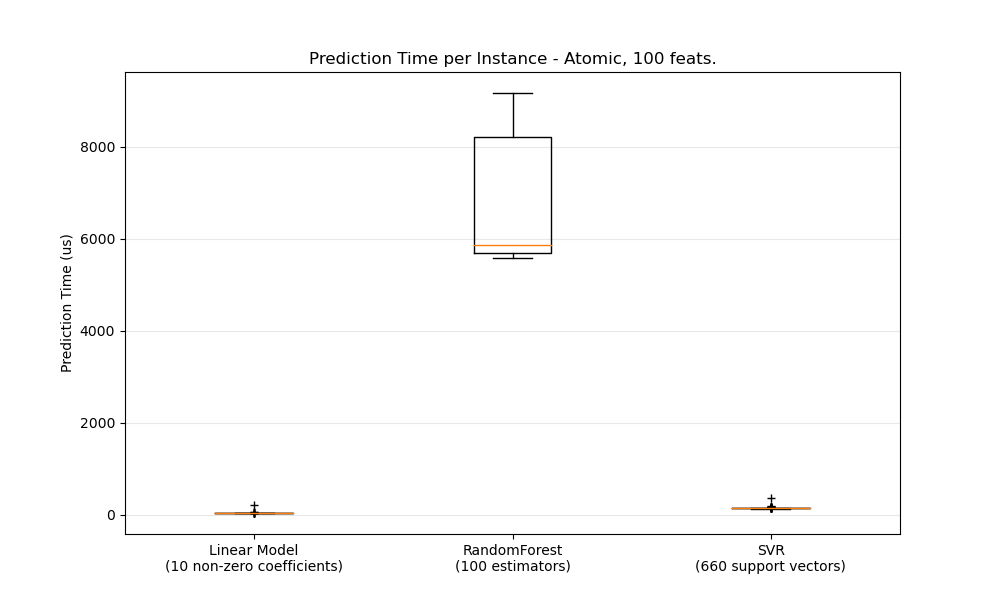 Prediction Time per Instance - Atomic, 100 feats.
Prediction Time (us)
8000
6000
4000
2000
0
Linear Model
(10 non-zero coefficients)
RandomForest
(100 estimators)
SVR
(660 support vectors)